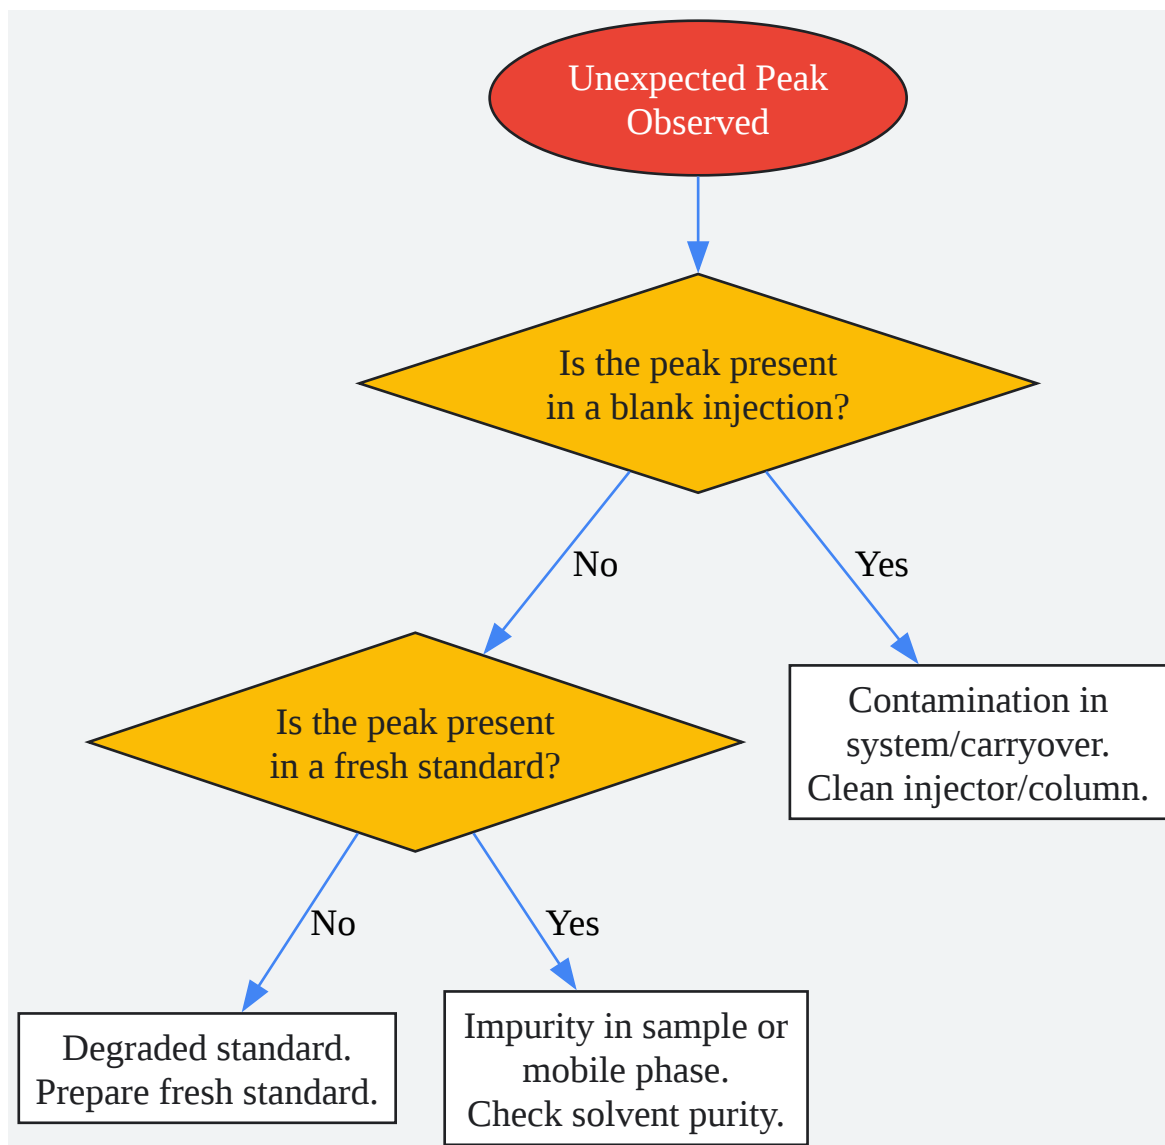 Unexpected Peak
Observed
Is the peak present
in a blank injection?
No
Yes
Is the peak present
in a fresh standard?
Contamination in
system/carryover.
Clean injector/column.
No
Yes
Degraded standard.
Prepare fresh standard.
Impurity in sample or
mobile phase.
Check solvent purity.